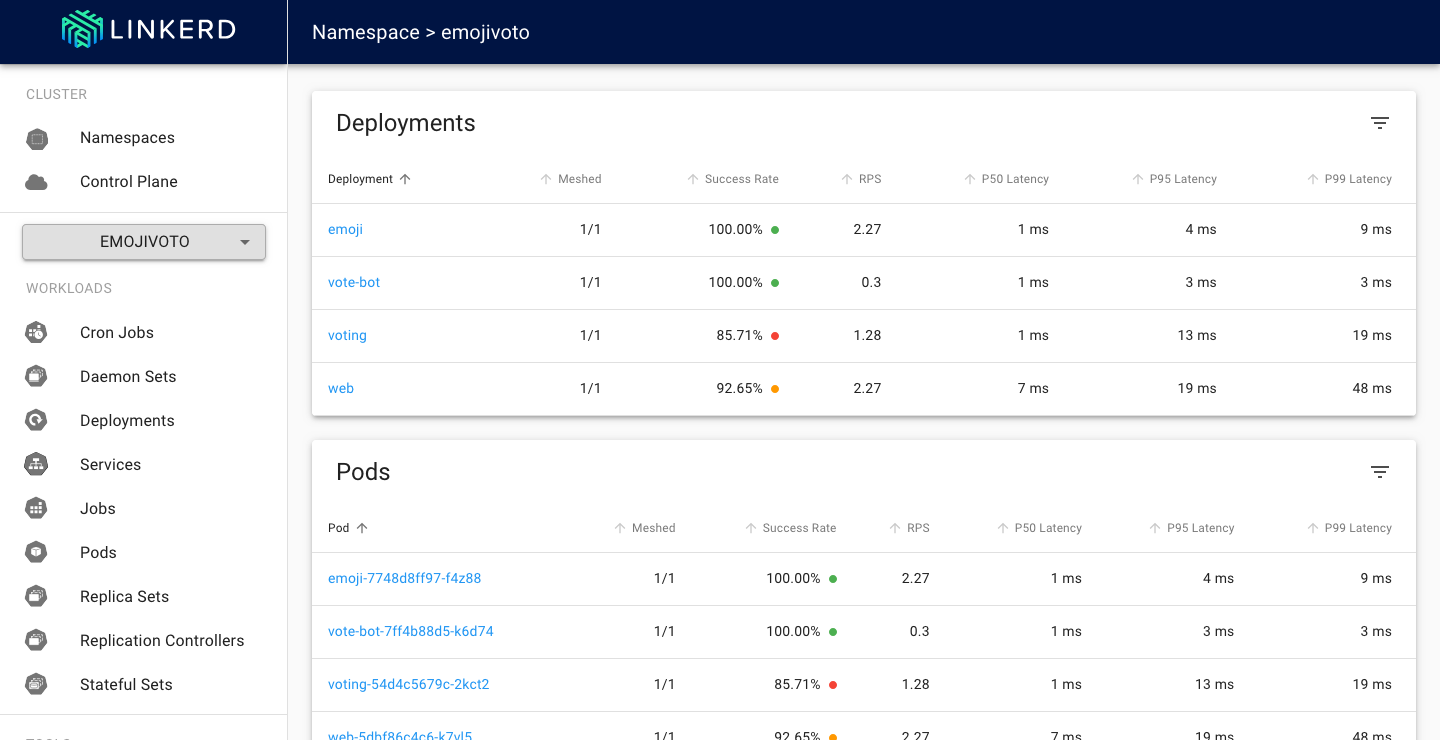 LINKERD
Namespace > emojivoto
CLUSTER
Namespaces
Control Plane
EMOJIVOTO
WORKLOADS
Cron Jobs
Daemon Sets
Deployments
Services
Jobs
Pods
Replica Sets
Replication Controllers
Stateful Sets
TOOLS
Deployments
Deployment Meshed Success Rate RPS P50 Latency P95 Latency P99 Latency
emoji 1/1 100.00% 2.27 1 ms 4 ms 9 ms
vote-bot 1/1 100.00% 0.3 1 ms 3 ms 3 ms
voting 1/1 85.71% 1.28 1 ms 13 ms 19 ms
web 1/1 92.65% 2.27 7 ms 19 ms 48 ms
Pods
Pod Meshed Success Rate RPS P50 Latency P95 Latency P99 Latency
emoji-7748d8ff97-f4z88 1/1 100.00% 2.27 1 ms 4 ms 9 ms
vote-bot-7ff4b88d5-k6d74 1/1 100.00% 0.3 1 ms 3 ms 3 ms
voting-54d4c5679c-2kct2 1/1 85.71% 1.28 1 ms 13 ms 19 ms
1/1 92.65% 2.27 7 ms 19 ms 48 ms